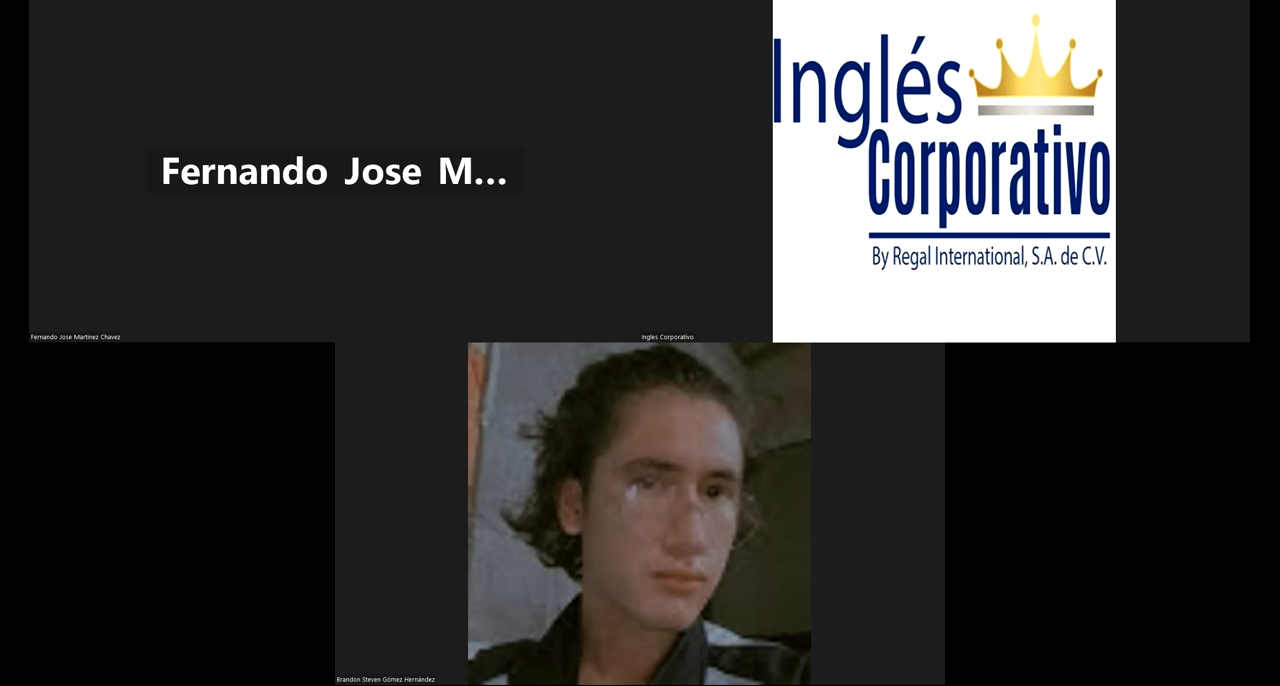 Fernando Jose M...
Inglés
Corporativo
By Regal International, S.A. de C.V.
Fernando Jose Martinez Chavez
Ingles Corporativo
Brandon Steven Gómez Hernández